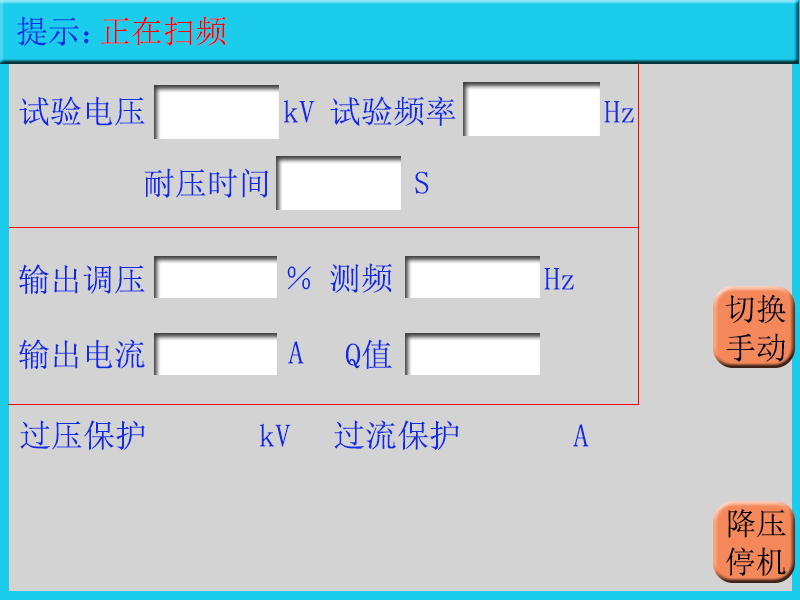 提示：正在扫频
试验电压 kV 试验频率 Hz
耐压时间 S
输出调压 % 测频 Hz
切换
手动
输出电流 A Q值
过压保护 kV 过流保护 A
降压
停机